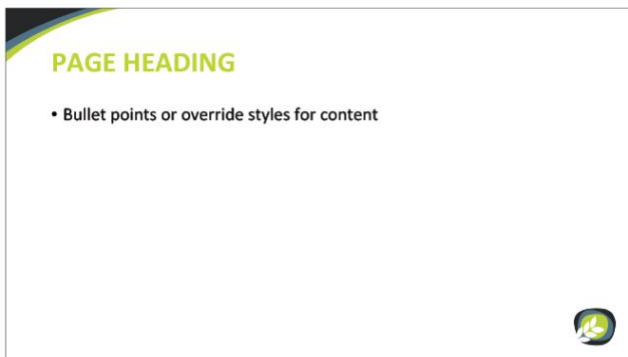 PAGE HEADING
• Bullet points or override styles for content